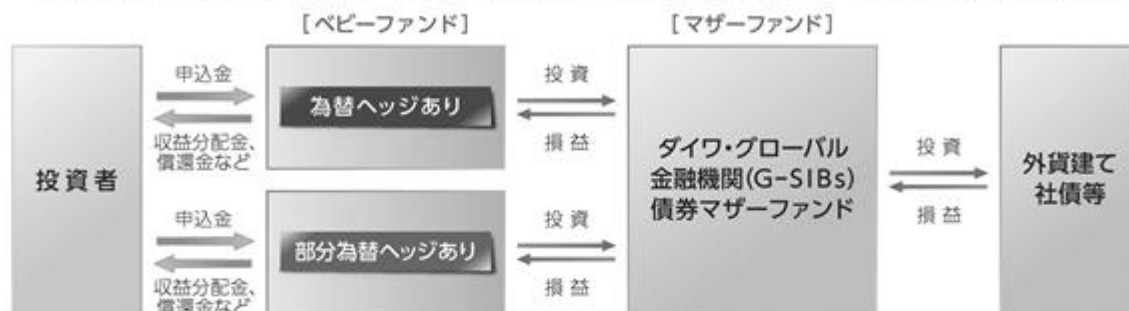 [ベビーファンド]
[マザーファンド]
投資者
申込金
収益分配金、
償還金など
為替ヘッジあり
投資
損益
申込金
収益分配金、
償還金など
部分為替ヘッジあり
投資
損益
ダイワ・グローバル
金融機関(G-SIBs)
債券マザーファンド
投資
損益
外貨建て
社債等